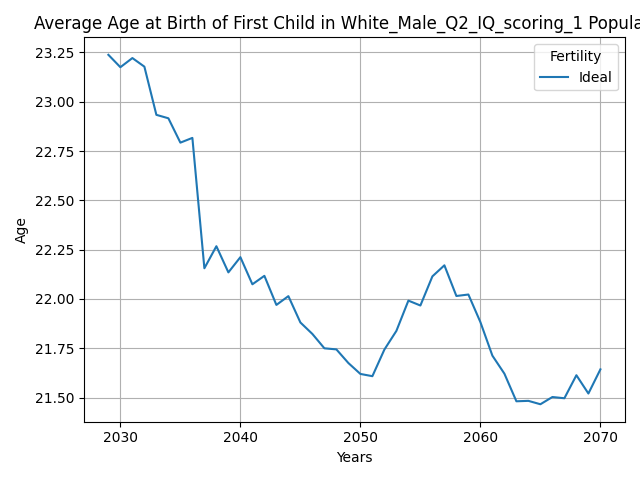 Average Age at Birth of First Child in White_Male_Q2_IQ_scoring_1 Popula
Fertility
Ideal
23.25
23.00
22.75
22.50
22.25
22.00
21.75
21.50
Age
2030 2040 2050 2060 2070
Years